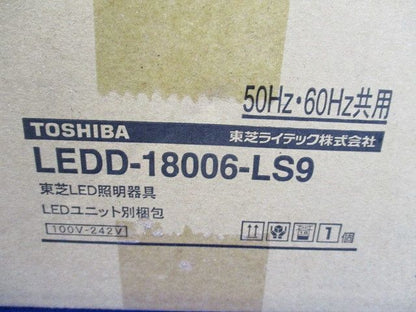 50Hz・60Hz共用
TOSHIBA 東芝ライテック株式会社
LEDD-18006-LS9
東芝LED照明器具
LEDユニット別梱包
100V-242V 1個